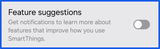 Feature suggestions
Get notifications to learn more about
features that improve how you use
SmartThings.